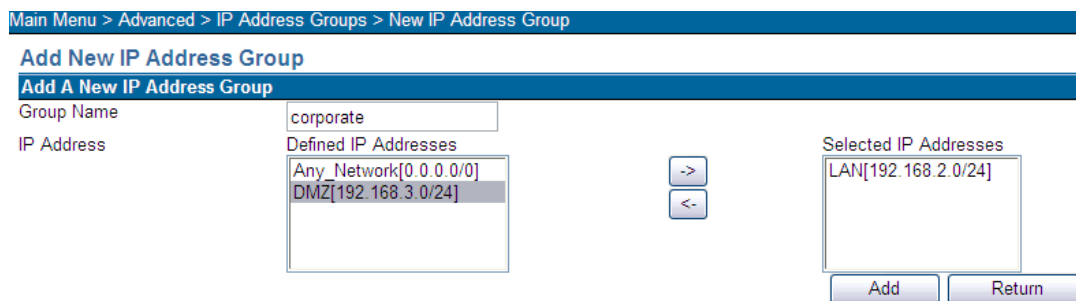 Main Menu > Advanced > IP Address Groups > New IP Address Group
Add New IP Address Group
Add A New IP Address Group
Group Name
corporate
IP Address
Defined IP Addresses
Selected IP Addresses
Any_Network[0.0.0.0/0]
DMZ[192.168.3.0/24]
->
<-
LAN[192.168.2.0/24]
Add
Return